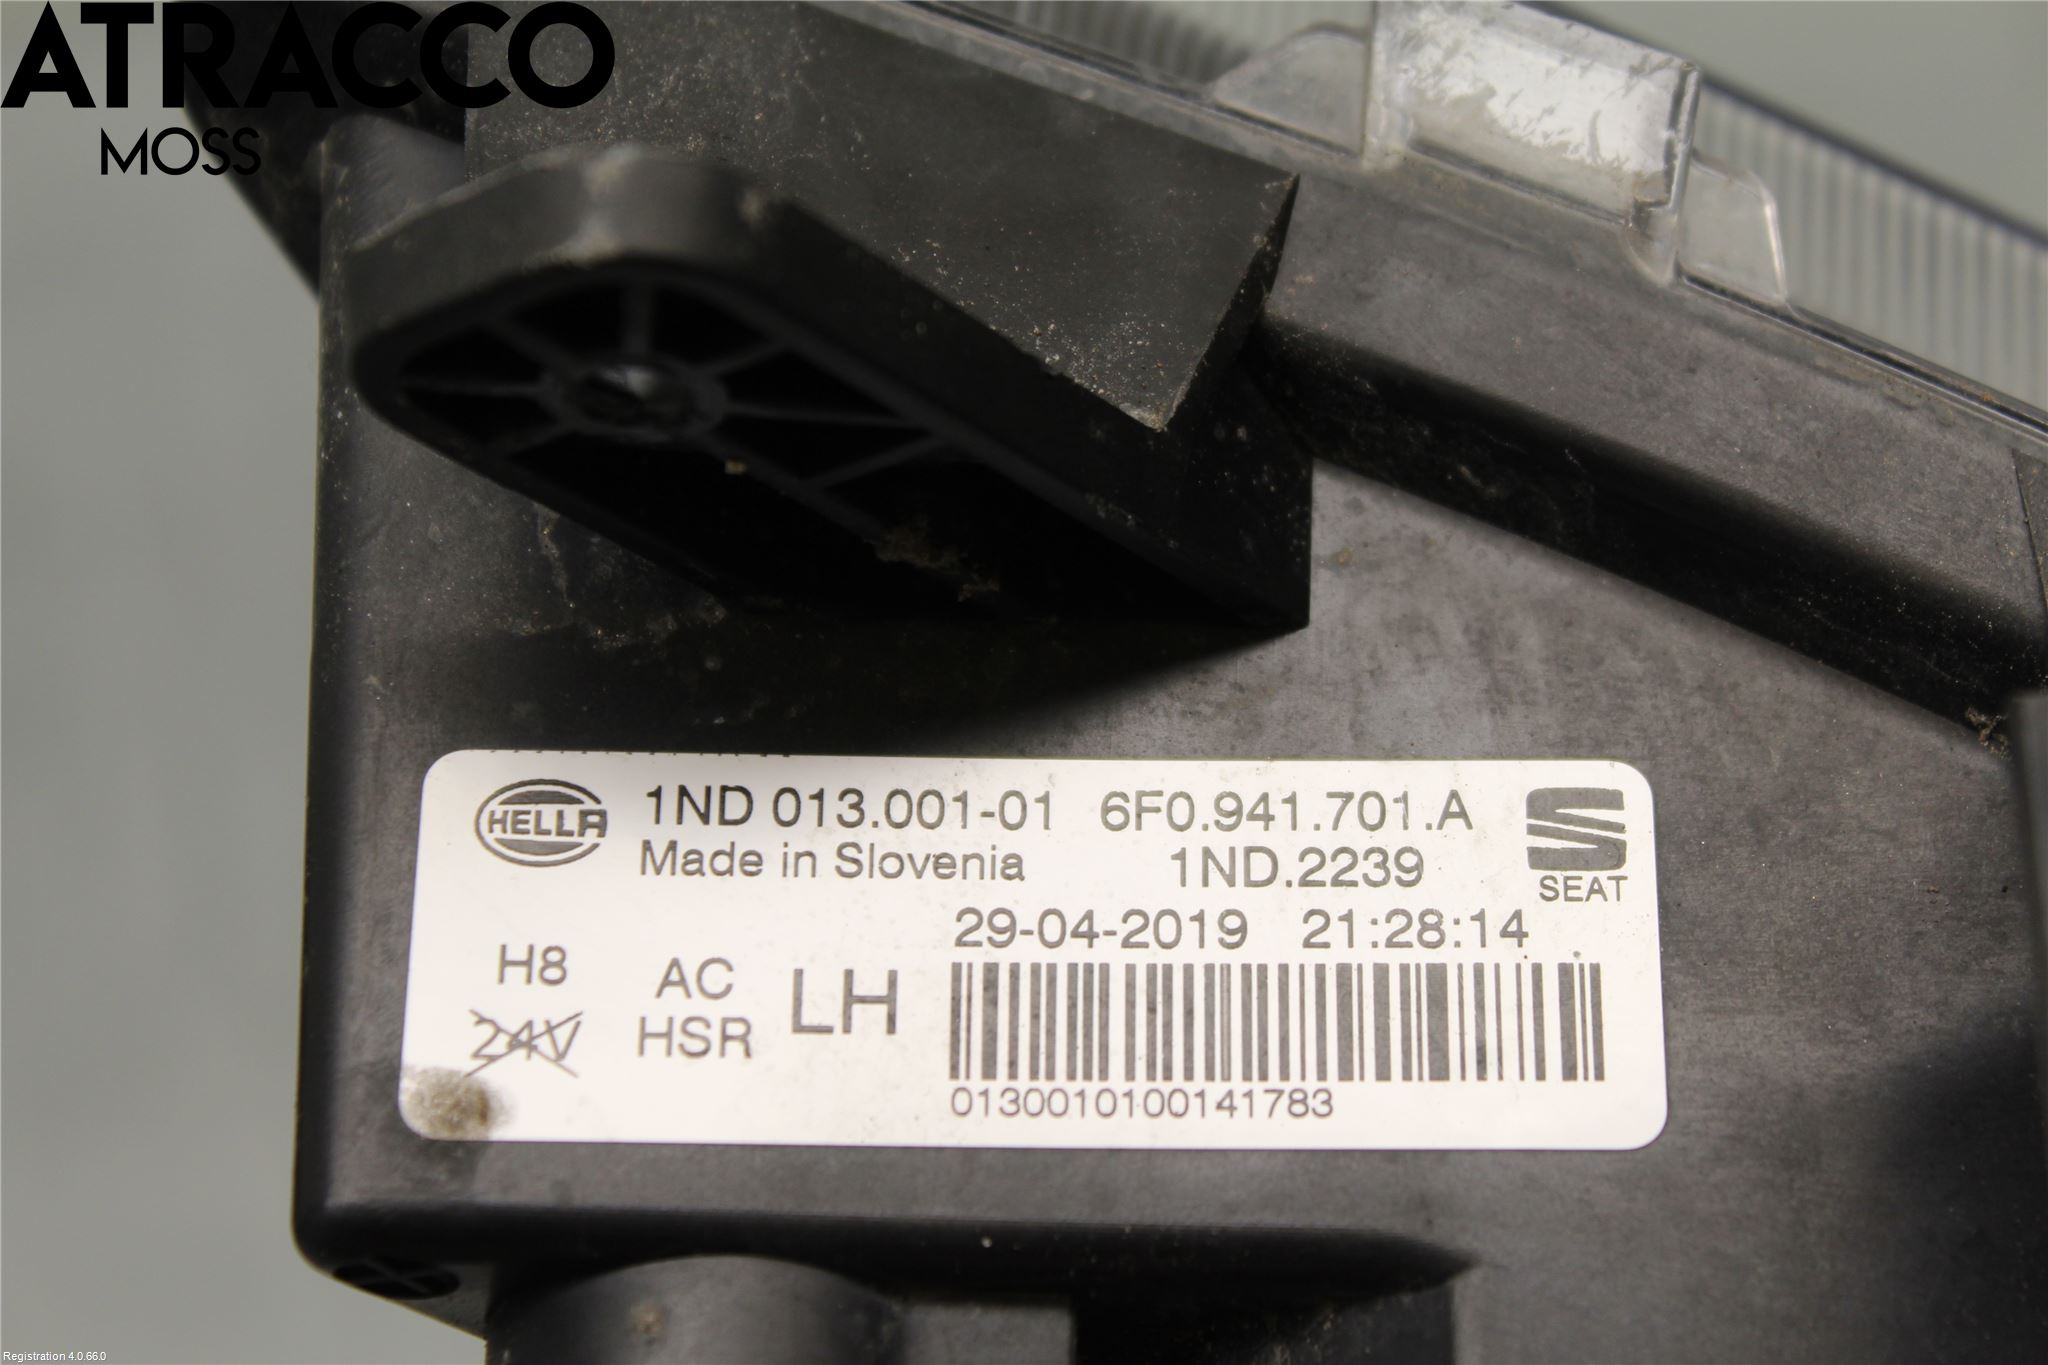 ATRACCO
MOSS
HELLA 1ND 013.001-01 6F0.941.701.A
Made in Slovenia 1ND.2239
SEAT
29-04-2019 21:28:14
H8 AC LH
24V HSR
0130010100141783
Registration 4.0.66.0